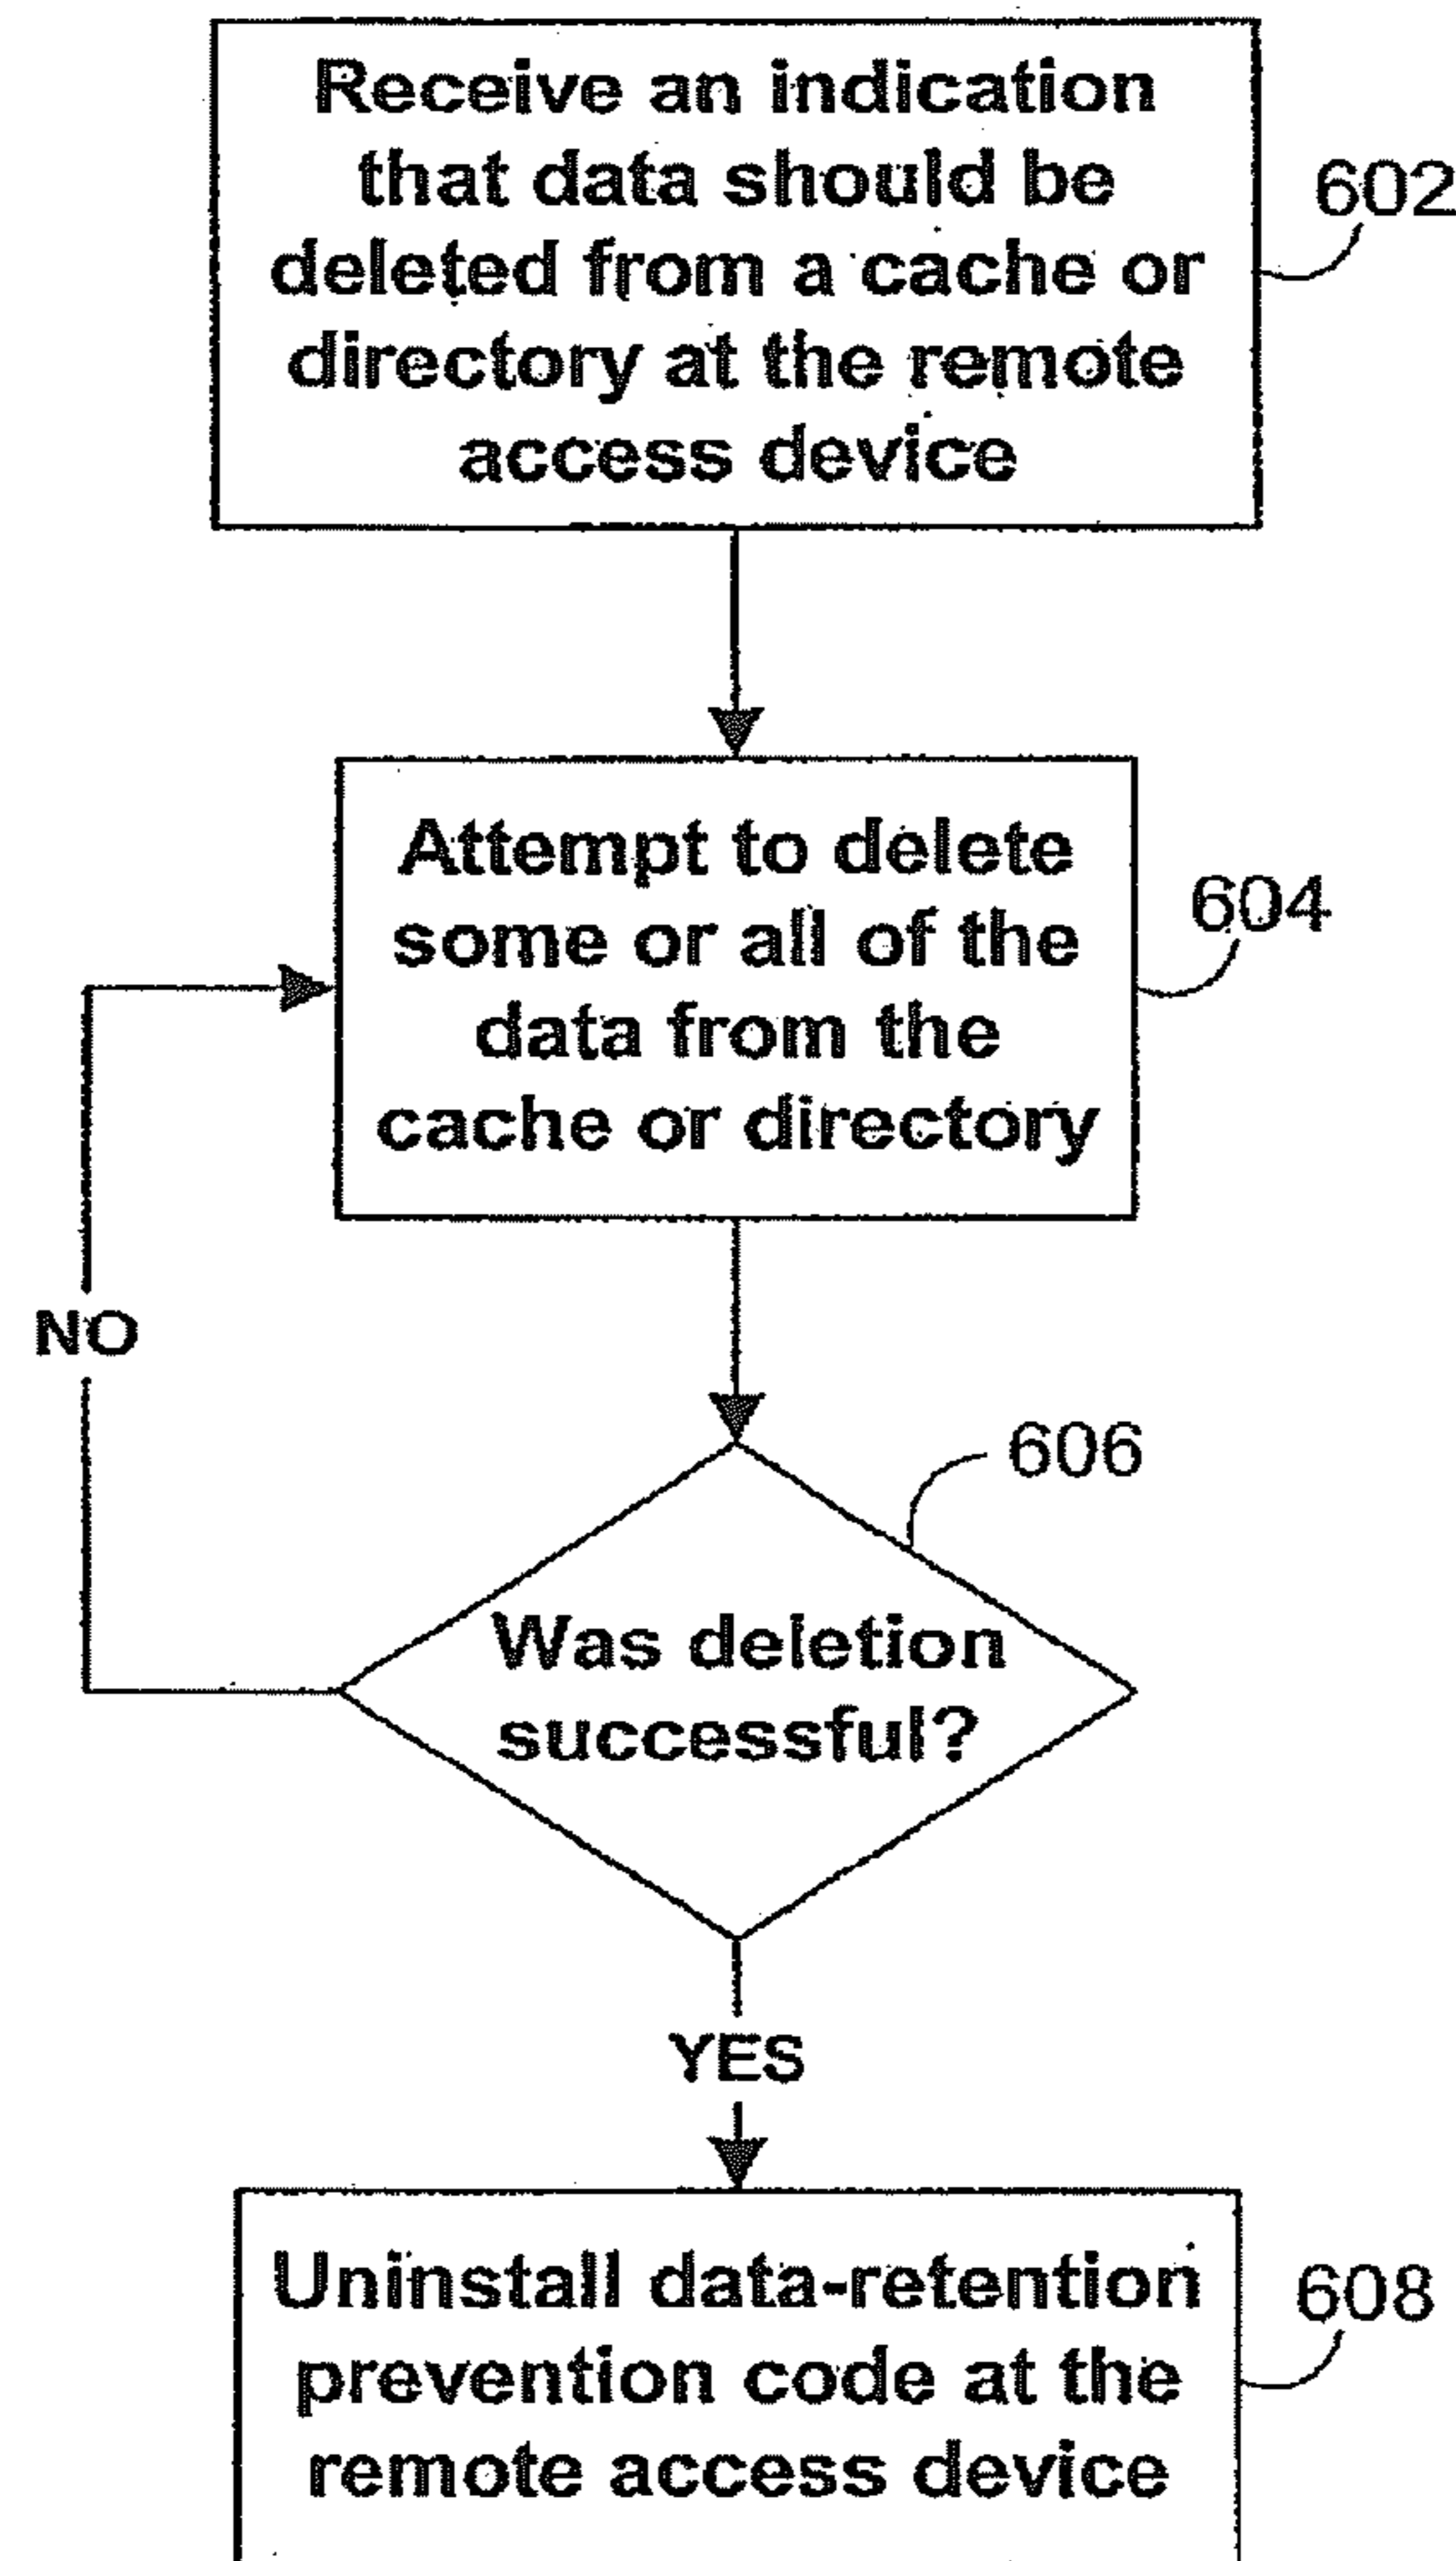 Receive an indication
that data should be
deleted from a cache or
directory at the remote
access device
602
Attempt to delete
some or all of the
data from the
cache or directory
604
NO
606
Was deletion
successful?
YES
Uninstall data-retention
prevention code at the
remote access device
608